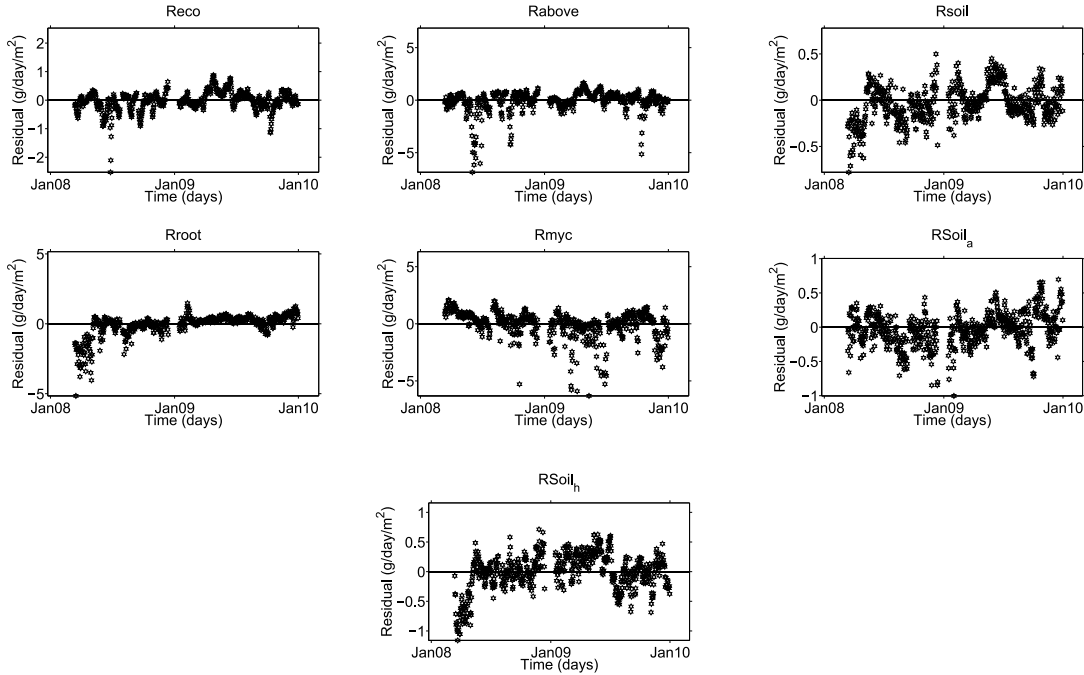 Reco
Residual (g/day/m²)
2
1
0
−1
−2
Jan08
Jan09
Jan10
Time (days)
Rabove
Residual (g/day/m²)
5
0
−5
Jan08
Jan09
Jan10
Time (days)
Rsoil
Residual (g/day/m²)
0.5
0
−0.5
Jan08
Jan09
Jan10
Time (days)
Rroot
Residual (g/day/m²)
5
0
−5
Jan08
Jan09
Jan10
Time (days)
Rmyc
Residual (g/day/m²)
5
0
−5
Jan08
Jan09
Jan10
Time (days)
RSoilₐ
Residual (g/day/m²)
1
0.5
0
−0.5
−1
Jan08
Jan09
Jan10
Time (days)
RSoilₕ
Residual (g/day/m²)
1
0.5
0
−0.5
−1
Jan08
Jan09
Jan10
Time (days)